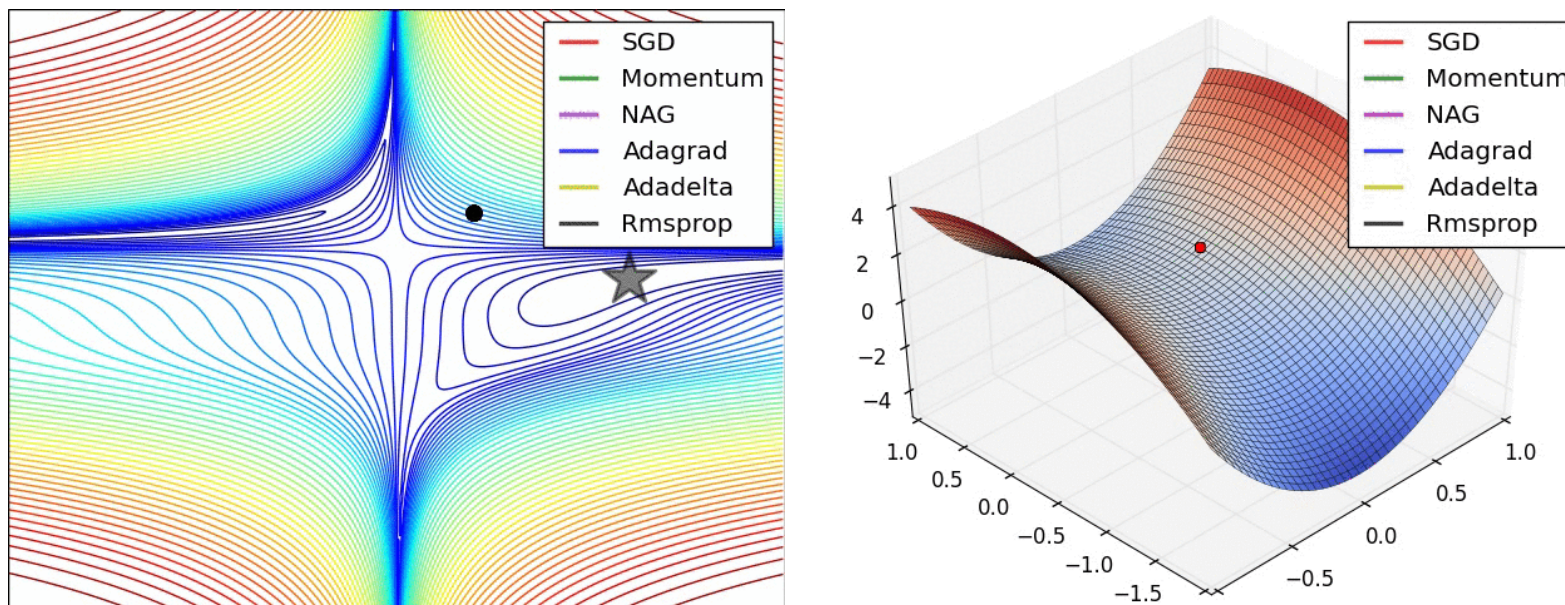 SGD
Momentum
NAG
Adagrad
Adadelta
Rmsprop
SGD
Momentum
NAG
Adagrad
Adadelta
Rmsprop
4
2
0
−2
−4
1.0
0.5
0.0
−0.5
−1.0
−1.5
−0.5
0.0
0.5
1.0